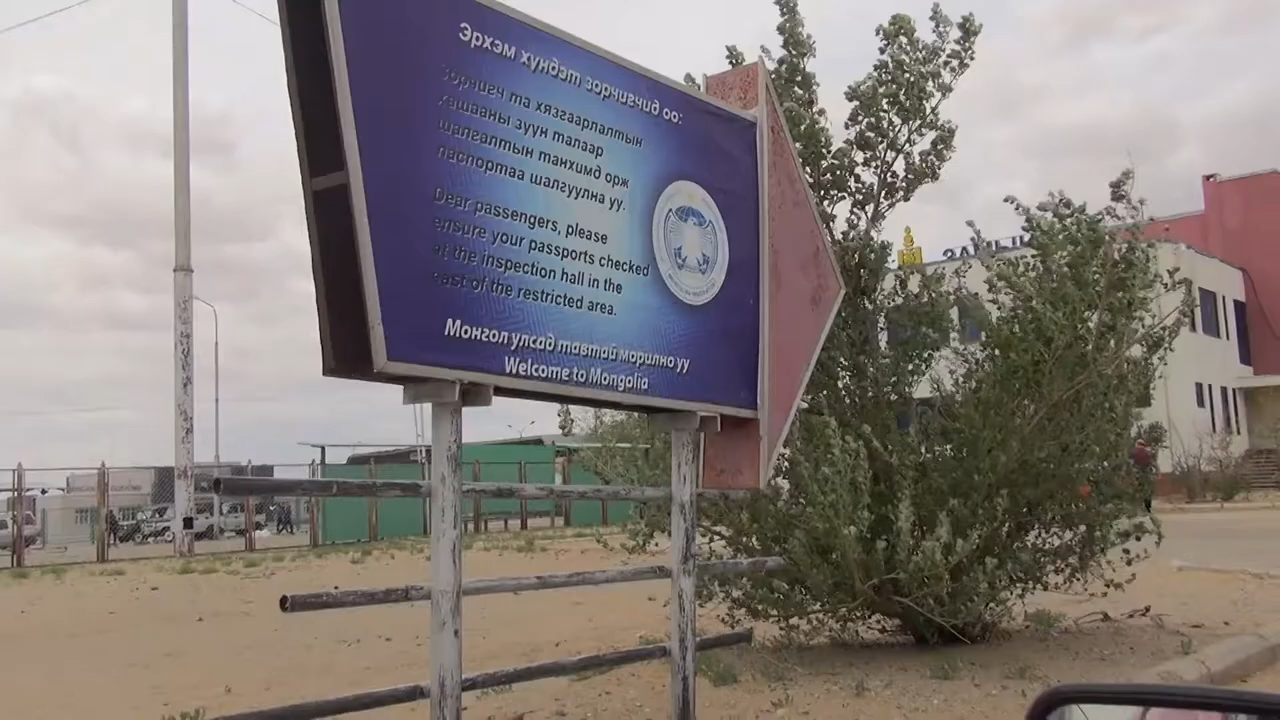 Эрхэм хүндэт зорчигчид оо:
Зорчигч та хязгаарлалтын
хашааны зуун талаар
шалгалтын танхимд орж
паспортаа шалгуулна уу.
Dear passengers, please
ensure your passports checked
at the inspection hall in the
east of the restricted area.
Монгол улсад тавтай морилно уу
Welcome to Mongolia